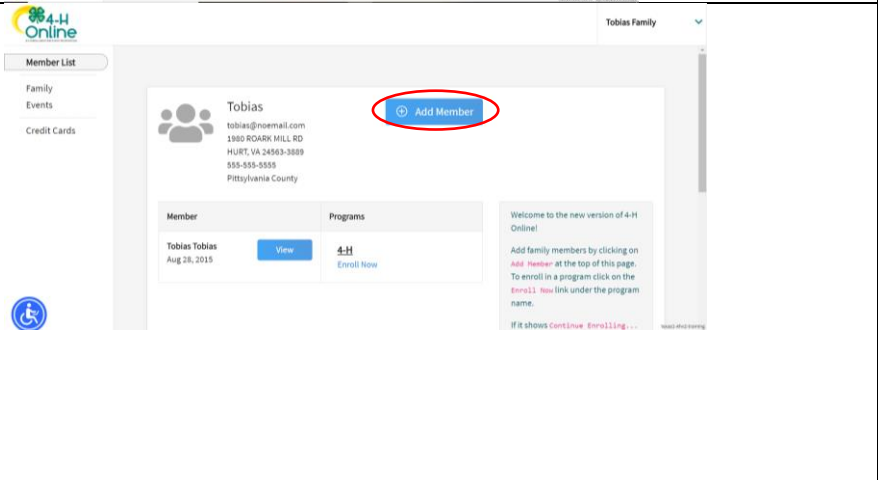 4-H
Online
Tobias Family
Member List
Family
Events
Credit Cards
Tobias
tobias@noemail.com
1980 ROARK MILL RD
HURT, VA 24563-3889
555-555-5555
Pittsylvania County
Add Member
Member
Programs
Tobias Tobias
Aug 28, 2015
View
4-H
Enroll Now
Welcome to the new version of 4-H
Online!
Add family members by clicking on
Add Member at the top of this page.
To enroll in a program click on the
Enroll Now link under the program
name.
If it shows Continue Enrolling...